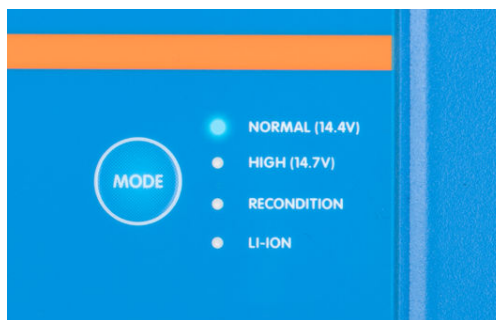 NORMAL (14.4V)
HIGH (14.7V)
MODE
RECONDITION
LI-ION